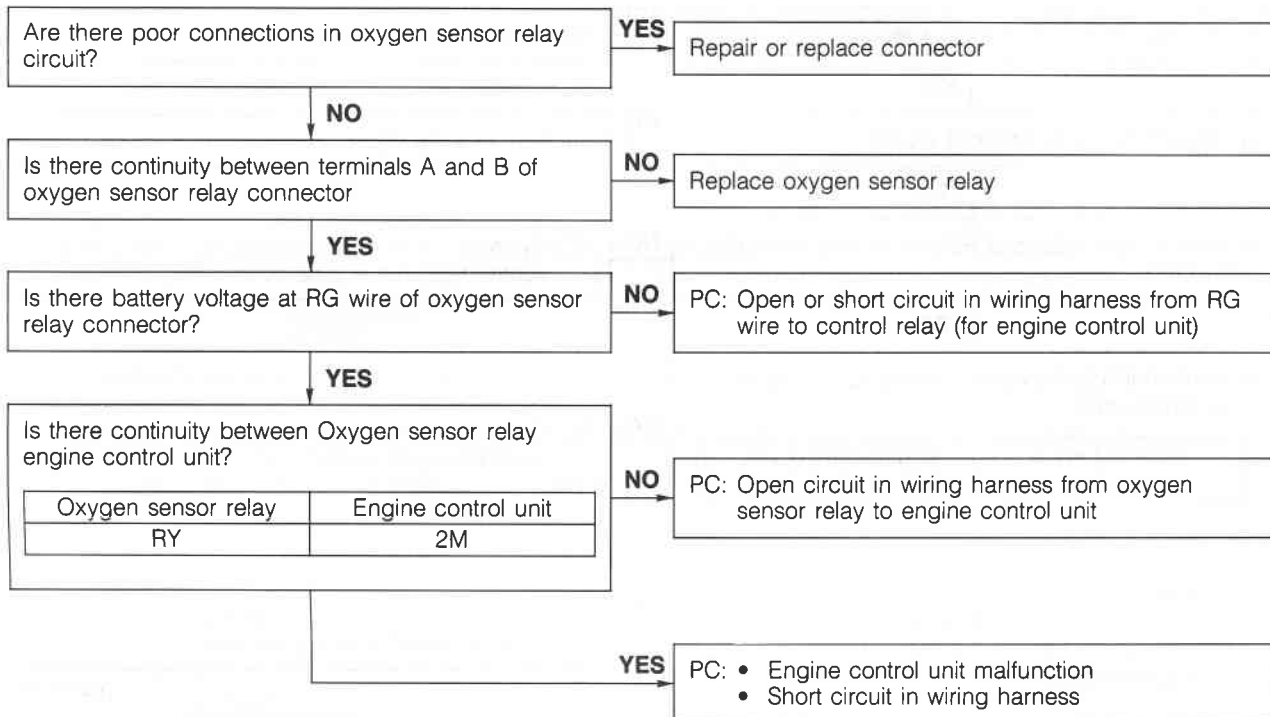 Are there poor connections in oxygen sensor relay
circuit?
YES
Repair or replace connector
NO
Is there continuity between terminals A and B of
oxygen sensor relay connector
NO
Replace oxygen sensor relay
YES
Is there battery voltage at RG wire of oxygen sensor
relay connector?
NO
PC: Open or short circuit in wiring harness from RG
wire to control relay (for engine control unit)
YES
Is there continuity between Oxygen sensor relay
engine control unit?
Oxygen sensor relay Engine control unit
RY 2M
NO
PC: Open circuit in wiring harness from oxygen
sensor relay to engine control unit
YES
PC: • Engine control unit malfunction
• Short circuit in wiring harness